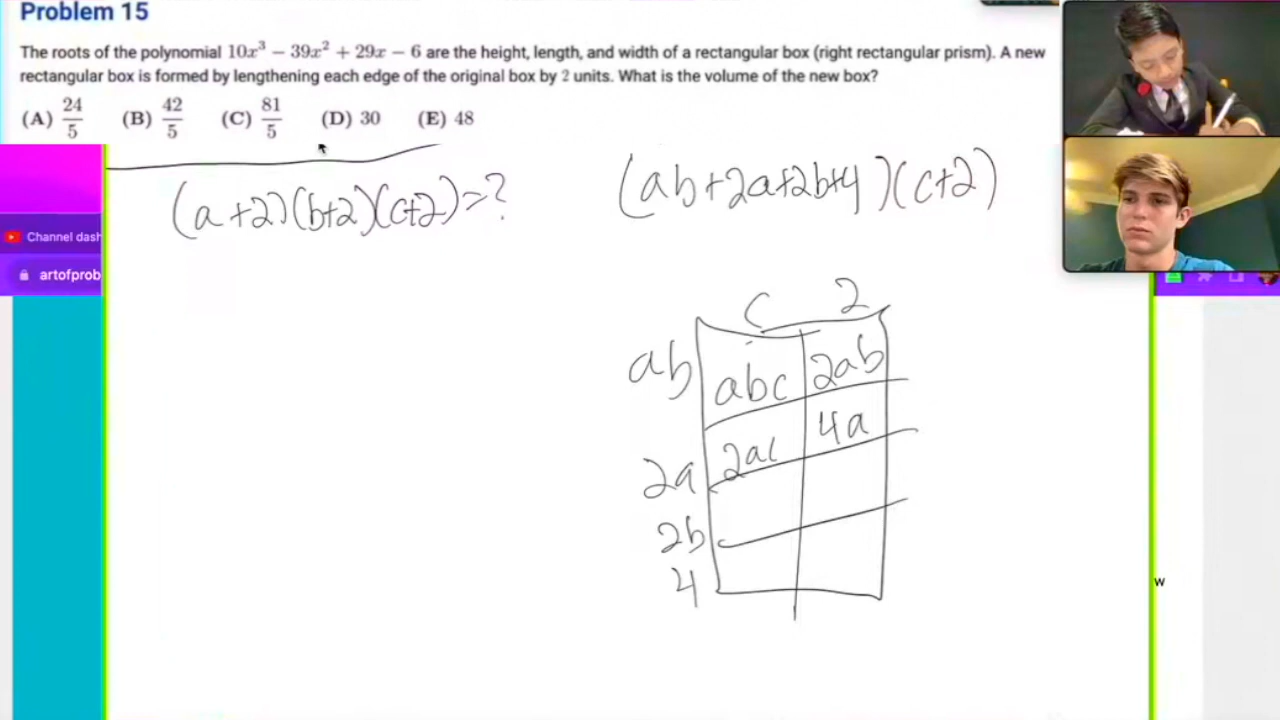 Problem 15
The roots of the polynomial 10x³ − 39x² + 29x − 6 are the height, length, and width of a rectangular box (right rectangular prism). A new
rectangular box is formed by lengthening each edge of the original box by 2 units. What is the volume of the new box?
(A) 24/5 (B) 42/5 (C) 81/5 (D) 30 (E) 48
(a+2)(b+2)(c+2)=?
(ab+2a+2b+4)(c+2)
c 2
ab abc 2ab
2a 2ac 4a
2b
4
Channel dash
artofprob
w